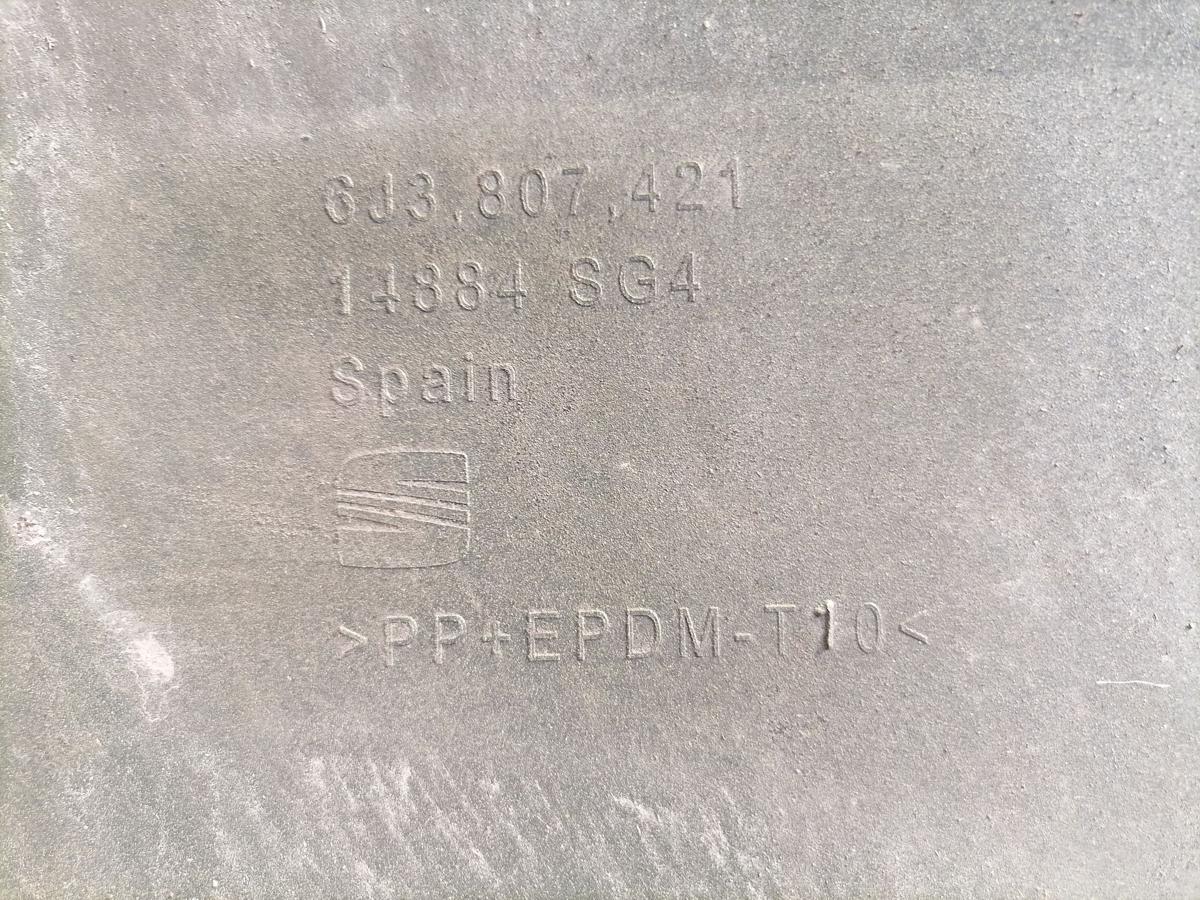 6J3.807.421
14884 SG4
Spain
>PP+EPDM-T10<